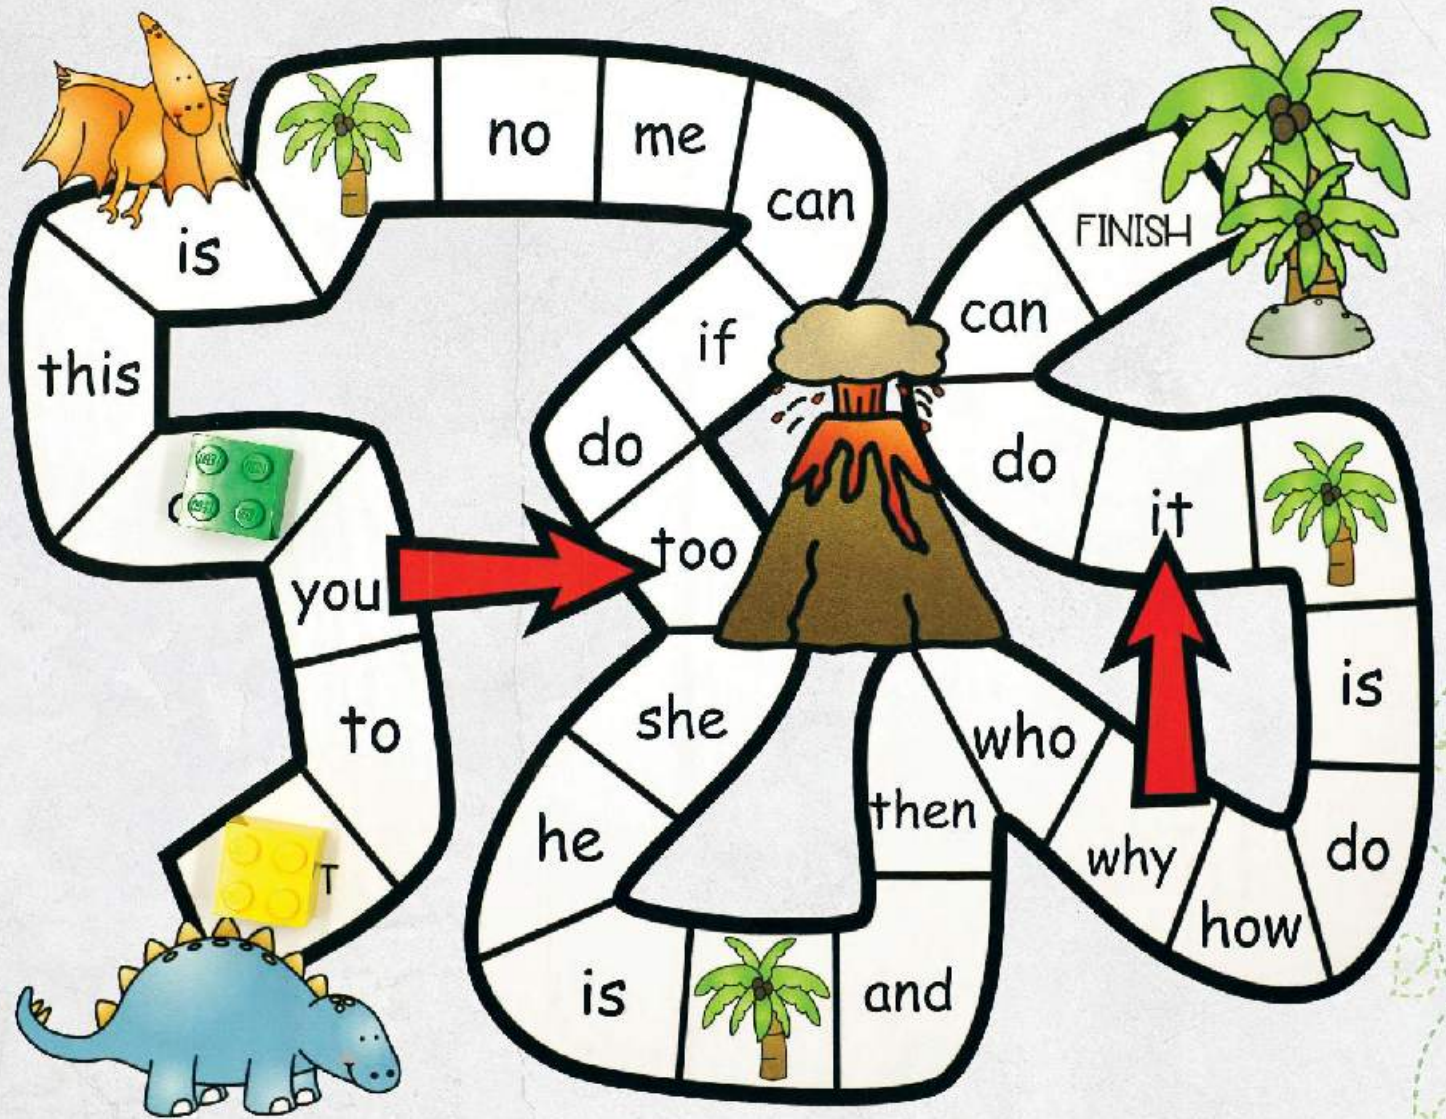 to
you
this
is
no
me
can
if
do
too
she
he
is
and
then
who
why
how
do
is
it
do
can
FINISH